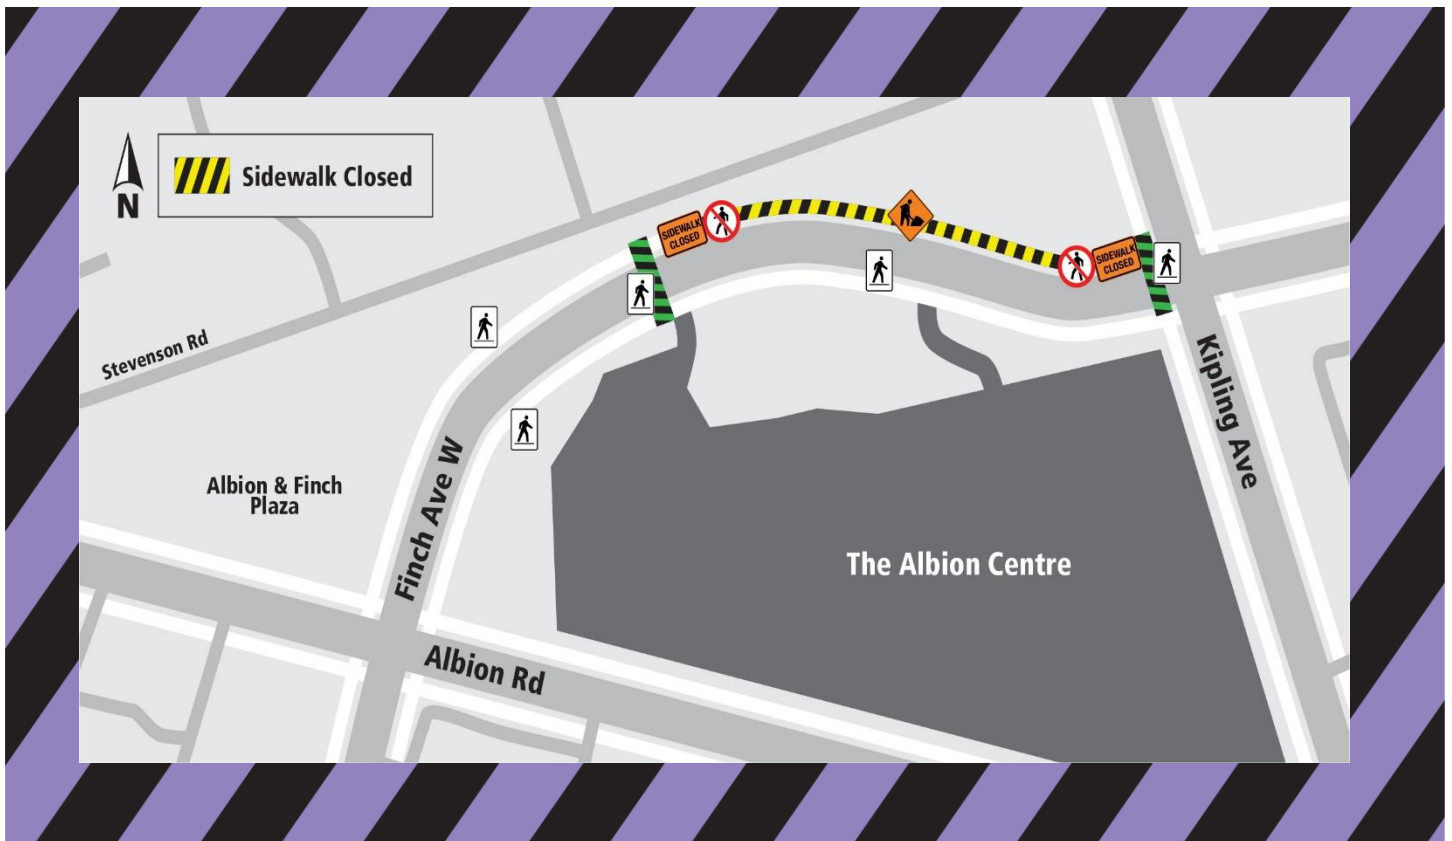 N
Sidewalk Closed
SIDEWALK
CLOSED
SIDEWALK
CLOSED
Stevenson Rd
Kipling Ave
Albion & Finch
Plaza
Finch Ave W
The Albion Centre
Albion Rd